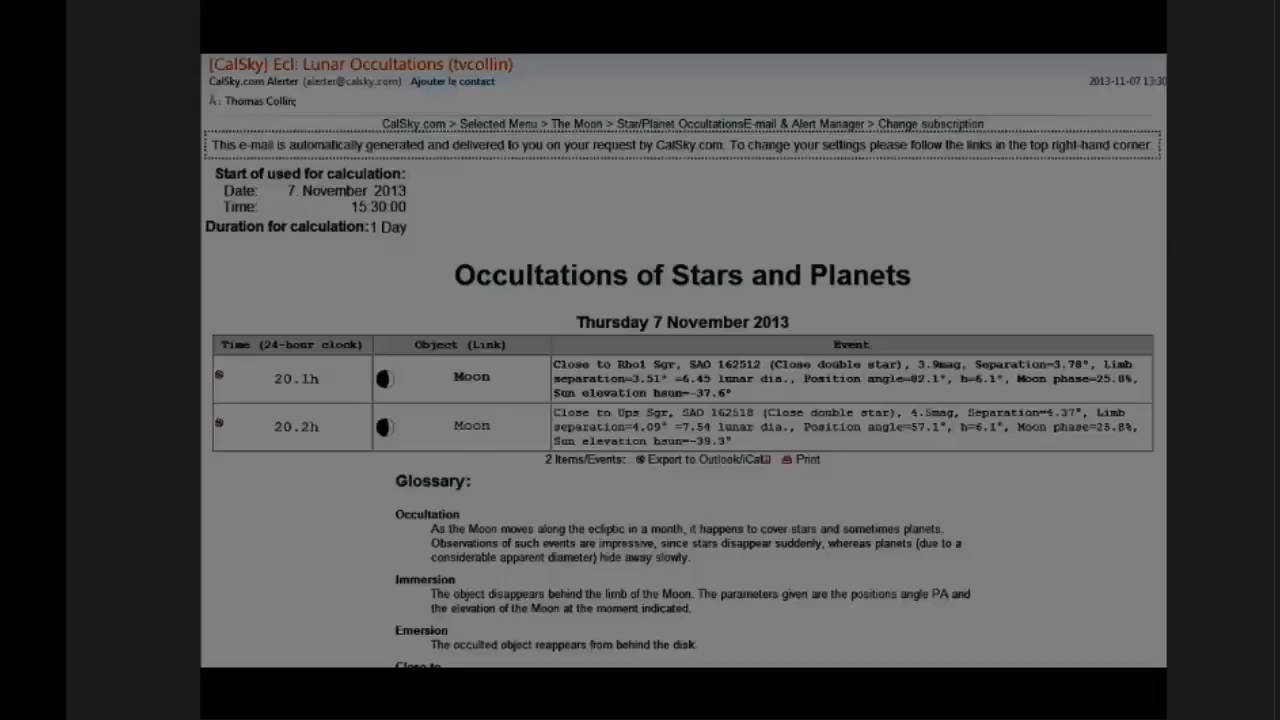 [CalSky] Ecl: Lunar Occultations (tvcollin)
CalSky.com Alerter (alerter@calsky.com) Ajouter le contact
2013-11-07 13:30
À : Thomas Collin;
CalSky.com > Selected Menu > The Moon > Star/Planet OccultationsE-mail & Alert Manager > Change subscription
This e-mail is automatically generated and delivered to you on your request by CalSky.com. To change your settings please follow the links in the top right-hand corner.
Start of used for calculation:
Date: 7. November 2013
Time: 15:30:00
Duration for calculation: 1 Day
Occultations of Stars and Planets
Thursday 7 November 2013
Time (24-hour clock) Object (Link) Event
Close to Rho1 Sgr, SAO 162512 (Close double star), 3.9mag, Separation=3.78°, Limb
20.1h Moon separation=3.51° =6.45 lunar dia., Position angle=82.1°, h=6.1°, Moon phase=25.8%,
Sun elevation hsun=-37.6°
Close to Ups Sgr, SAO 162518 (Close double star), 4.5mag, Separation=4.37°, Limb
20.2h Moon separation=4.09° =7.54 lunar dia., Position angle=57.1°, h=6.1°, Moon phase=25.8%,
Sun elevation hsun=-39.3°
2 Items/Events: Export to Outlook/iCal Print
Glossary:
Occultation
As the Moon moves along the ecliptic in a month, it happens to cover stars and sometimes planets.
Observations of such events are impressive, since stars disappear suddenly, whereas planets (due to a
considerable apparent diameter) hide away slowly.
Immersion
The object disappears behind the limb of the Moon. The parameters given are the positions angle PA and
the elevation of the Moon at the moment indicated.
Emersion
The occulted object reappears from behind the disk.
Close to